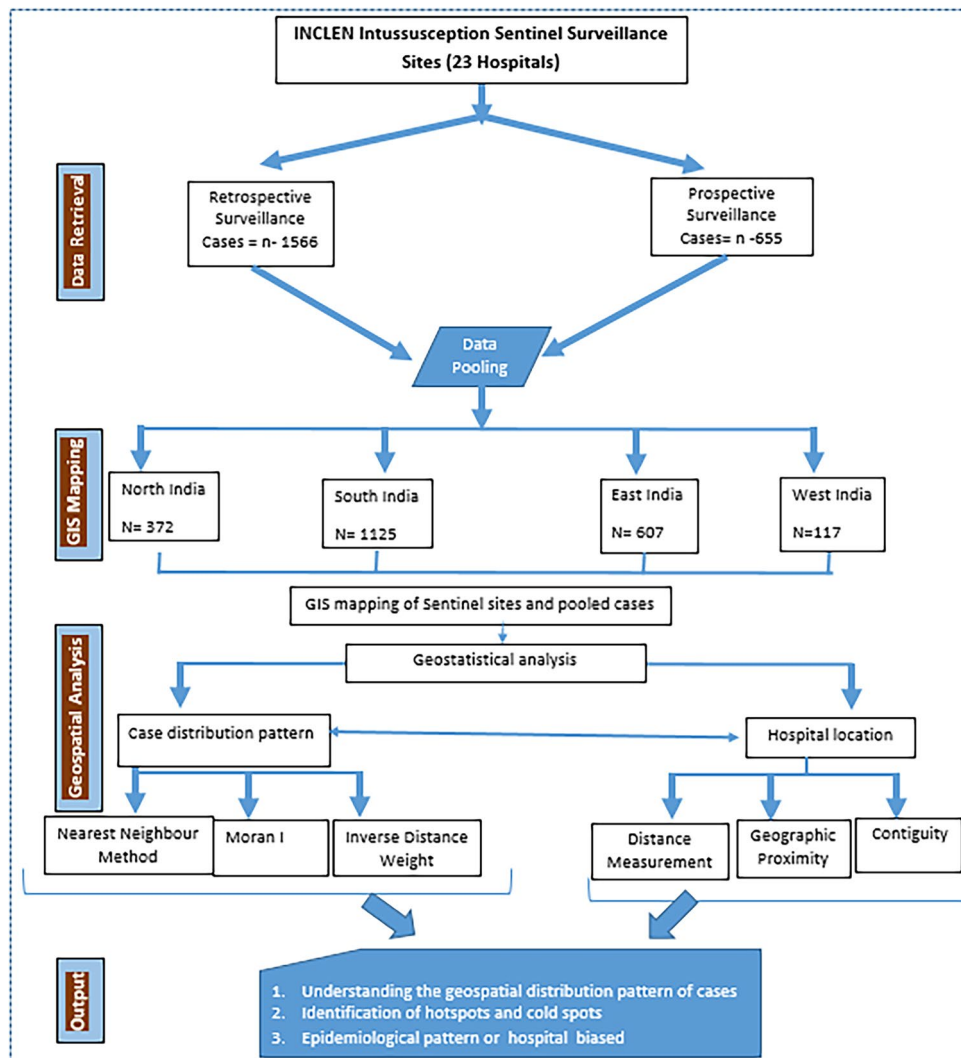 INCLEN Intussusception Sentinel Surveillance
Sites (23 Hospitals)
Data Retrieval
Retrospective
Surveillance
Cases = n- 1566
Prospective
Surveillance
Cases= n -655
Data
Pooling
GIS Mapping
North India
N= 372
South India
N= 1125
East India
N= 607
West India
N=117
GIS mapping of Sentinel sites and pooled cases
Geospatial Analysis
Geostatistical analysis
Case distribution pattern
Hospital location
Nearest Neighbour
Method
Moran I
Inverse Distance
Weight
Distance
Measurement
Geographic
Proximity
Contiguity
Output
1. Understanding the geospatial distribution pattern of cases
2. Identification of hotspots and cold spots
3. Epidemiological pattern or hospital biased